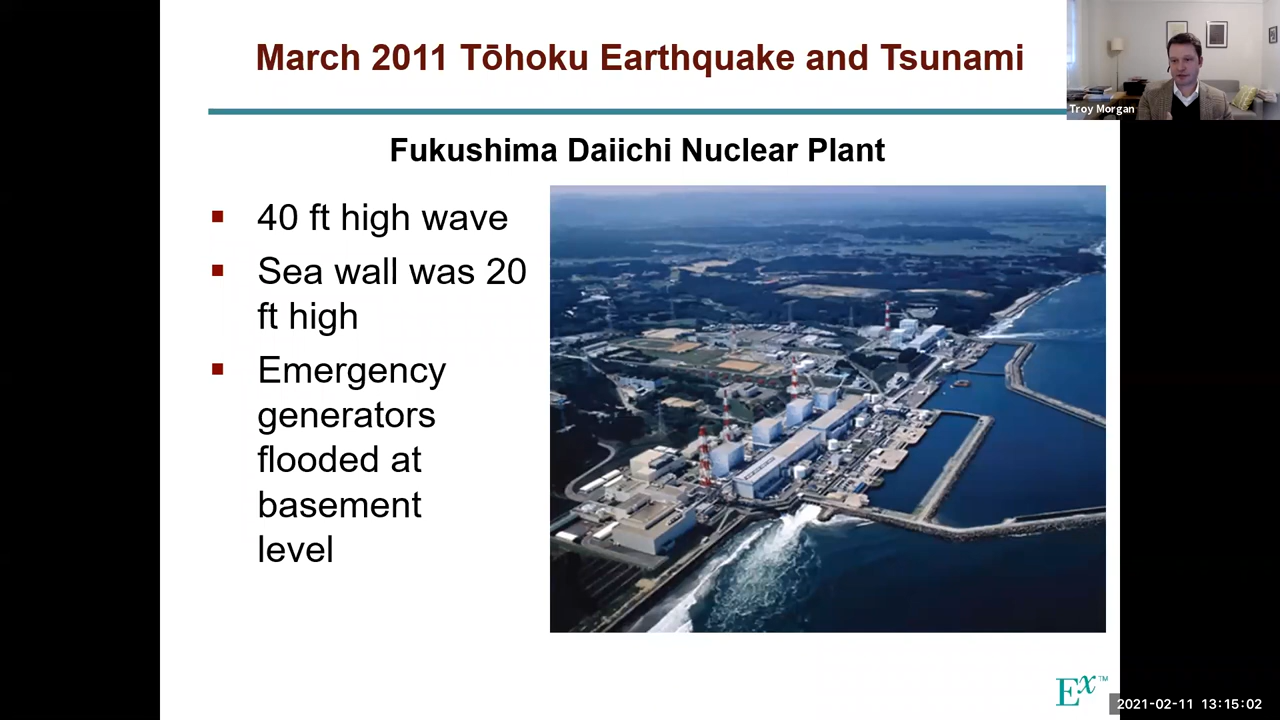 March 2011 Tōhoku Earthquake and Tsunami
Troy Morgan
Fukushima Daiichi Nuclear Plant
40 ft high wave
Sea wall was 20
ft high
Emergency
generators
flooded at
basement
level
Ex™
2021-02-11 13:15:02